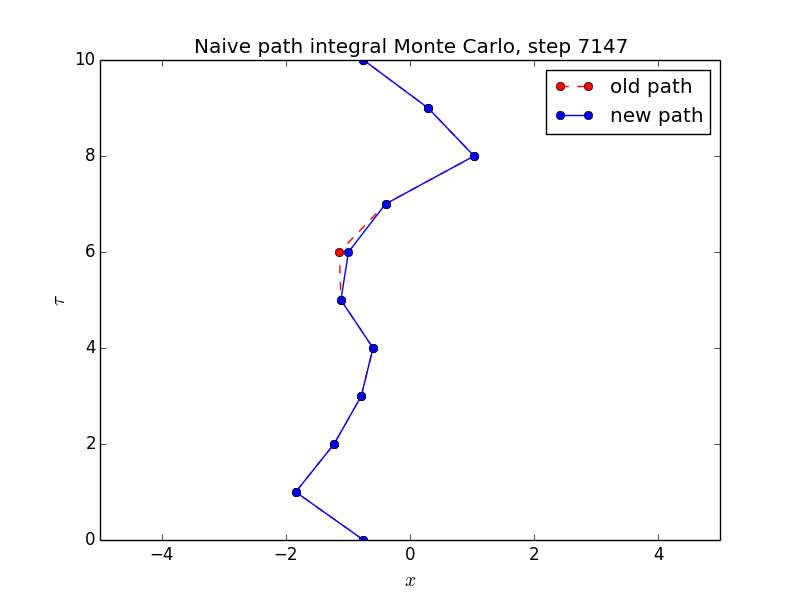 Naive path integral Monte Carlo, step 7147
10
8
6
4
2
0
τ
old path
new path
−4
−2
0
2
4
x